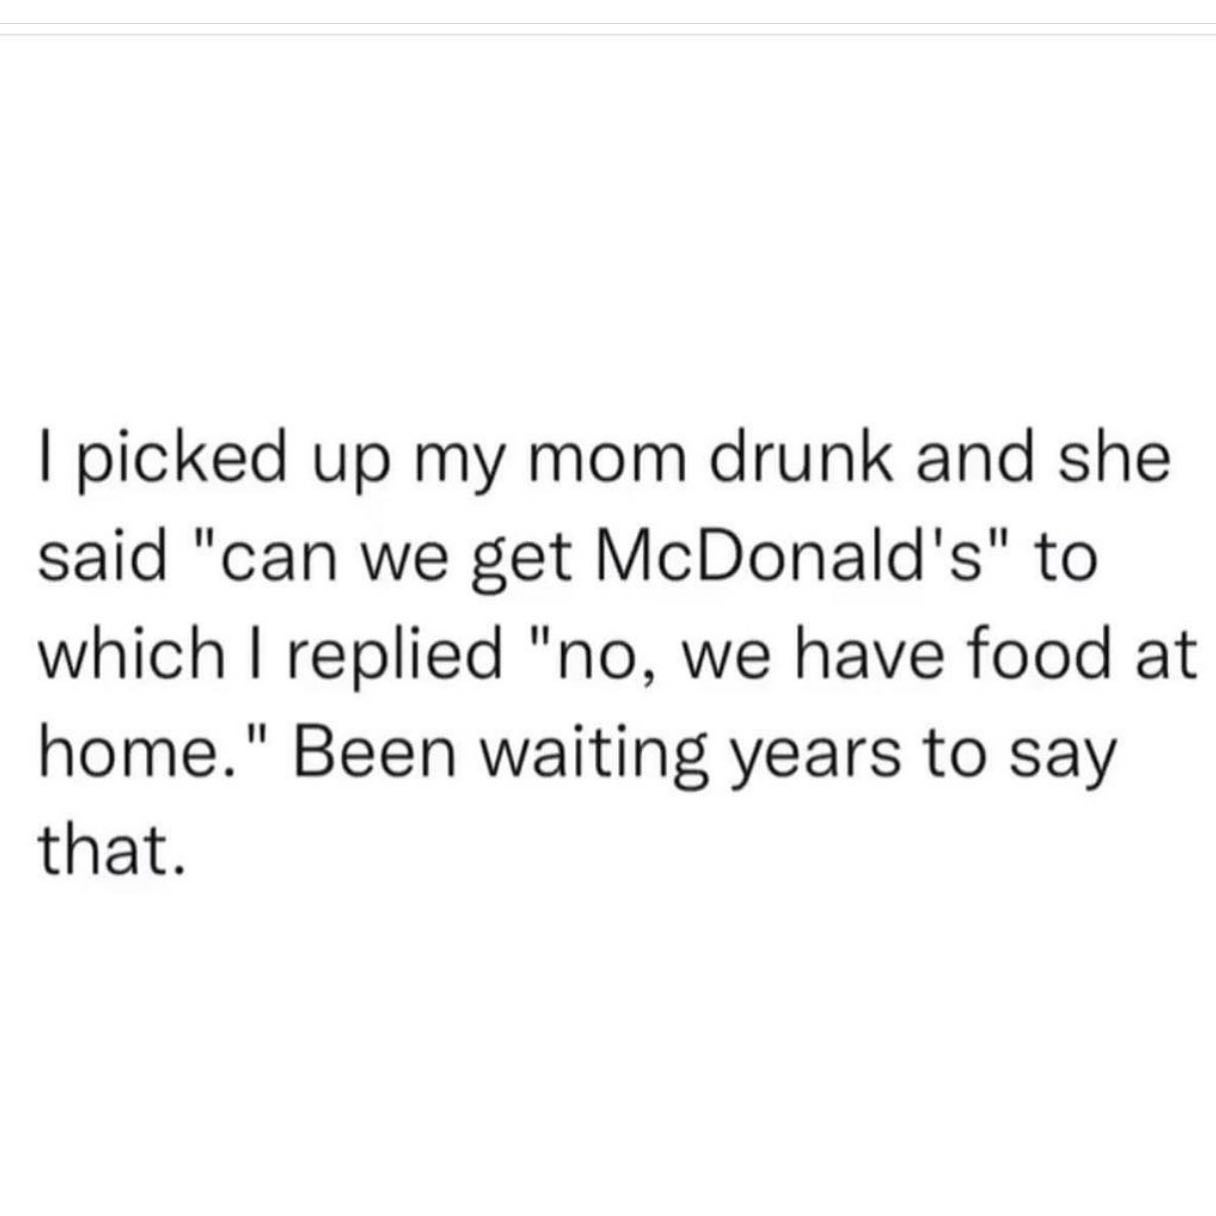 I picked up my mom drunk and she
said "can we get McDonald's" to
which I replied "no, we have food at
home." Been waiting years to say
that.